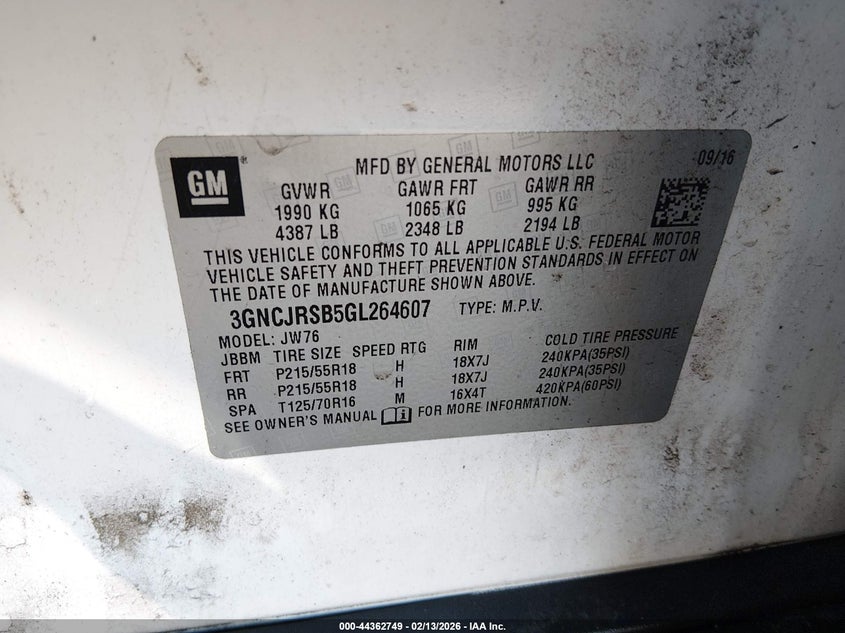 GM
®
MFD BY GENERAL MOTORS LLC
09/16
GVWR GAWR FRT GAWR RR
1990 KG 1065 KG 995 KG
4387 LB 2348 LB 2194 LB
THIS VEHICLE CONFORMS TO ALL APPLICABLE U.S. FEDERAL MOTOR
VEHICLE SAFETY AND THEFT PREVENTION STANDARDS IN EFFECT ON
THE DATE OF MANUFACTURE SHOWN ABOVE.
3GNCJRSB5GL264607 TYPE: M.P.V.
MODEL: JW76
JBBM TIRE SIZE SPEED RTG RIM COLD TIRE PRESSURE
FRT P215/55R18 H 18X7J 240KPA(35PSI)
RR P215/55R18 H 18X7J 240KPA(35PSI)
SPA T125/70R16 M 16X4T 420KPA(60PSI)
SEE OWNER'S MANUAL FOR MORE INFORMATION.
000-44362749 - 02/13/2026 - IAA Inc.